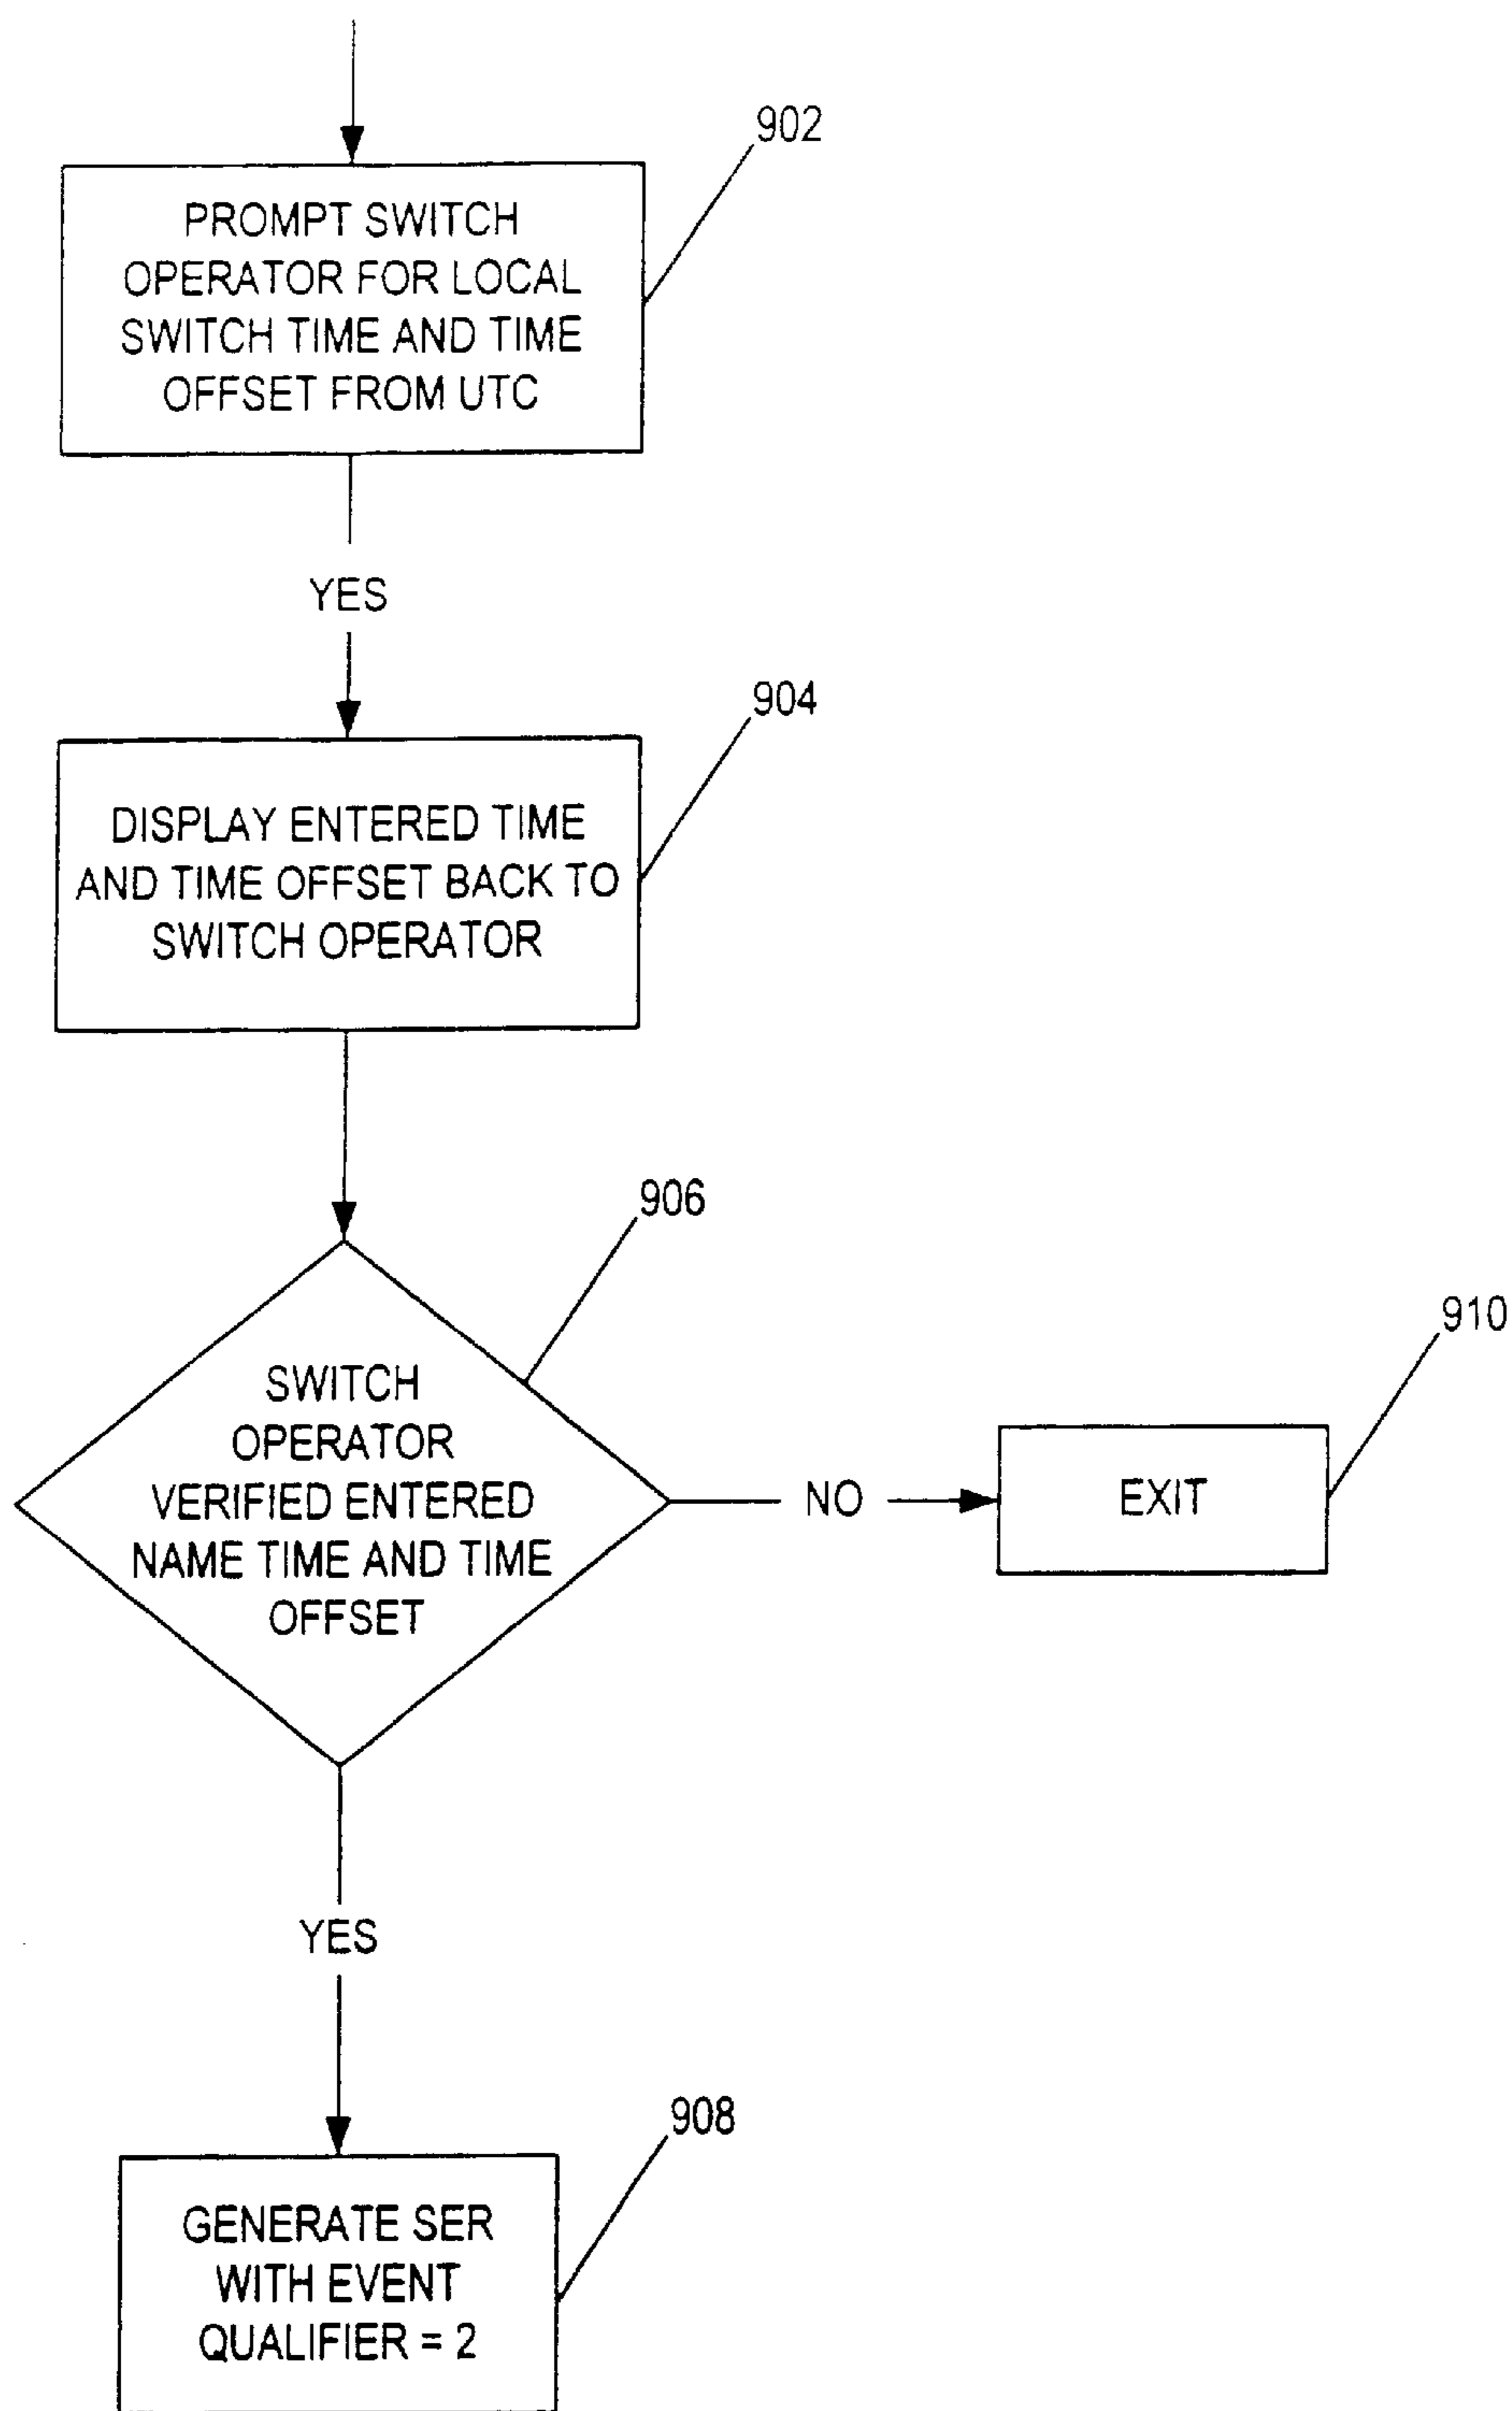 902
PROMPT SWITCH
OPERATOR FOR LOCAL
SWITCH TIME AND TIME
OFFSET FROM UTC
YES
904
DISPLAY ENTERED TIME
AND TIME OFFSET BACK TO
SWITCH OPERATOR
906
SWITCH
OPERATOR
VERIFIED ENTERED
NAME TIME AND TIME
OFFSET
NO
910
EXIT
YES
908
GENERATE SER
WITH EVENT
QUALIFIER = 2